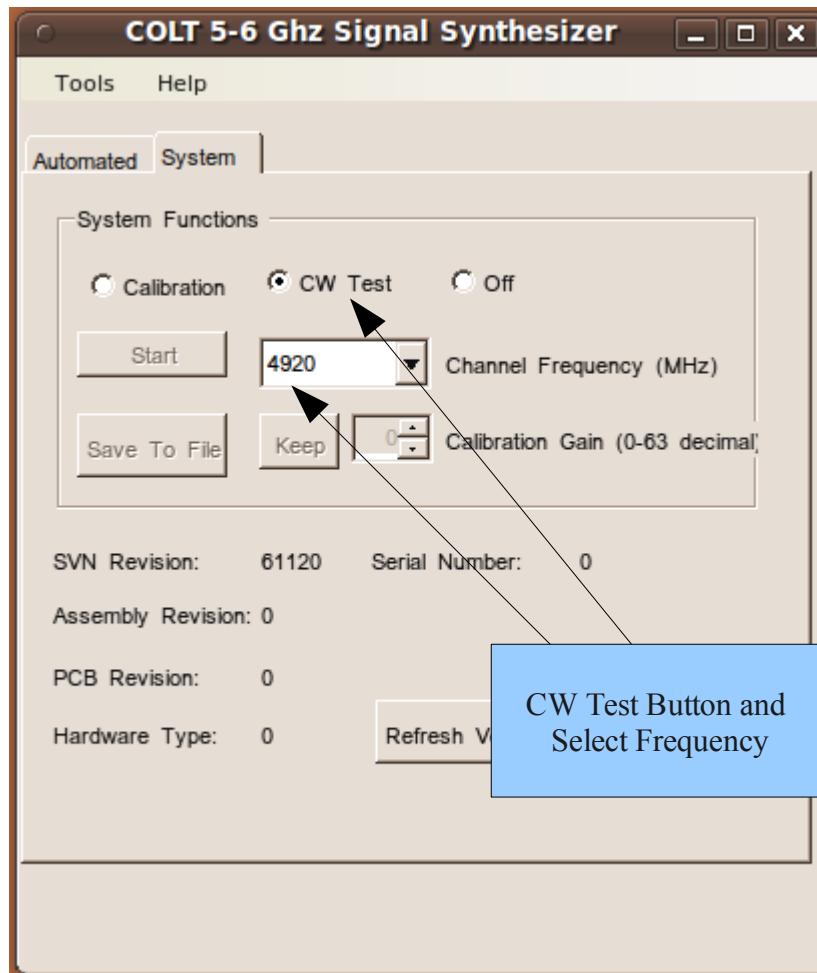 COLT 5-6 Ghz Signal Synthesizer
Tools Help
Automated System
System Functions
Calibration CW Test Off
Start 4920 Channel Frequency (MHz)
Save To File Keep 0 Calibration Gain (0-63 decimal)
SVN Revision: 61120 Serial Number: 0
Assembly Revision: 0
PCB Revision: 0
Hardware Type: 0 Refresh
CW Test Button and
Select Frequency